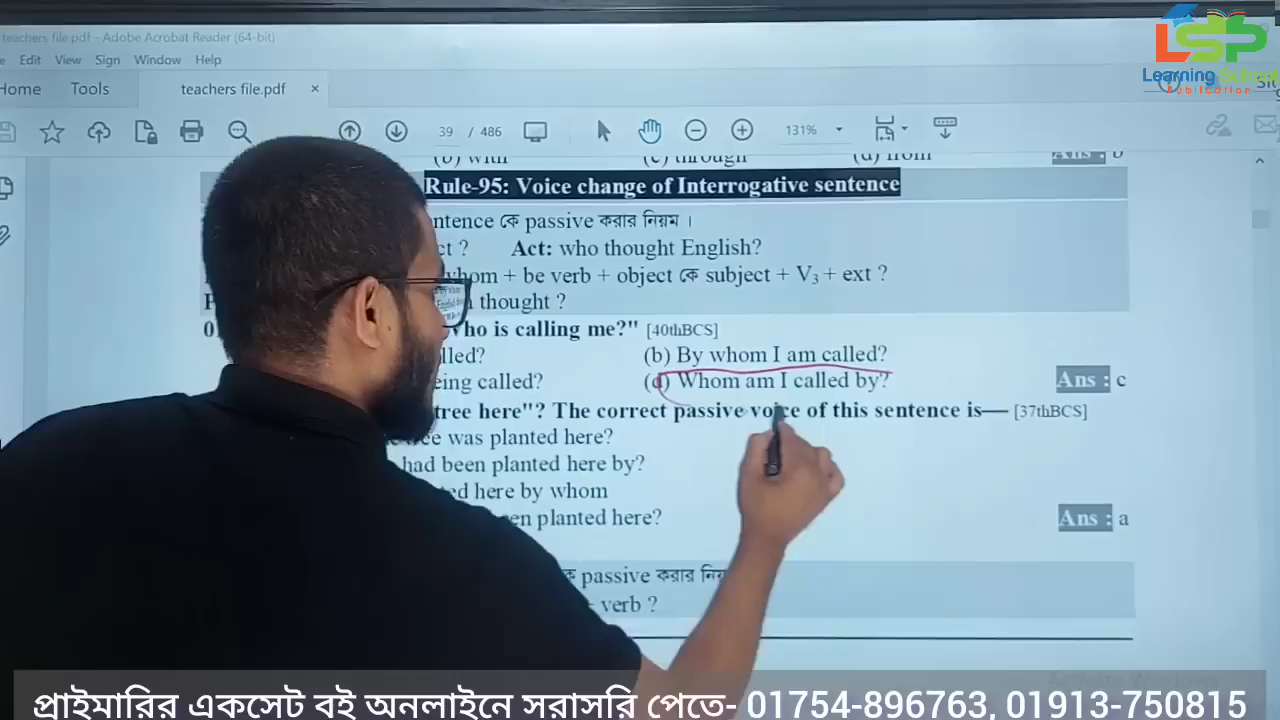 teachers file.pdf - Adobe Acrobat Reader (64-bit)
Edit View Sign Window Help
Home Tools teachers file.pdf ×
39 / 486 131%
LSP
Learning School
Publication
(b) with (c) through (d) from Ans : b
Rule-95: Voice change of Interrogative sentence
কে passive করার নিয়ম ।
ct ? Act: who thought English?
whom + be verb + object কে subject + V₃ + ext ?
thought ?
Who is calling me?" [40thBCS]
(b) By whom I am called?
eing called? (d) Whom am I called by? Ans : c
tree here"? The correct passive voice of this sentence is— [37thBCS]
was planted here?
had been planted here by?
here by whom
planted here? Ans : a
passive করার
verb ?
প্রাইমারির একসেট বই অনলাইনে সরাসরি পেতে- 01754-896763, 01913-750815